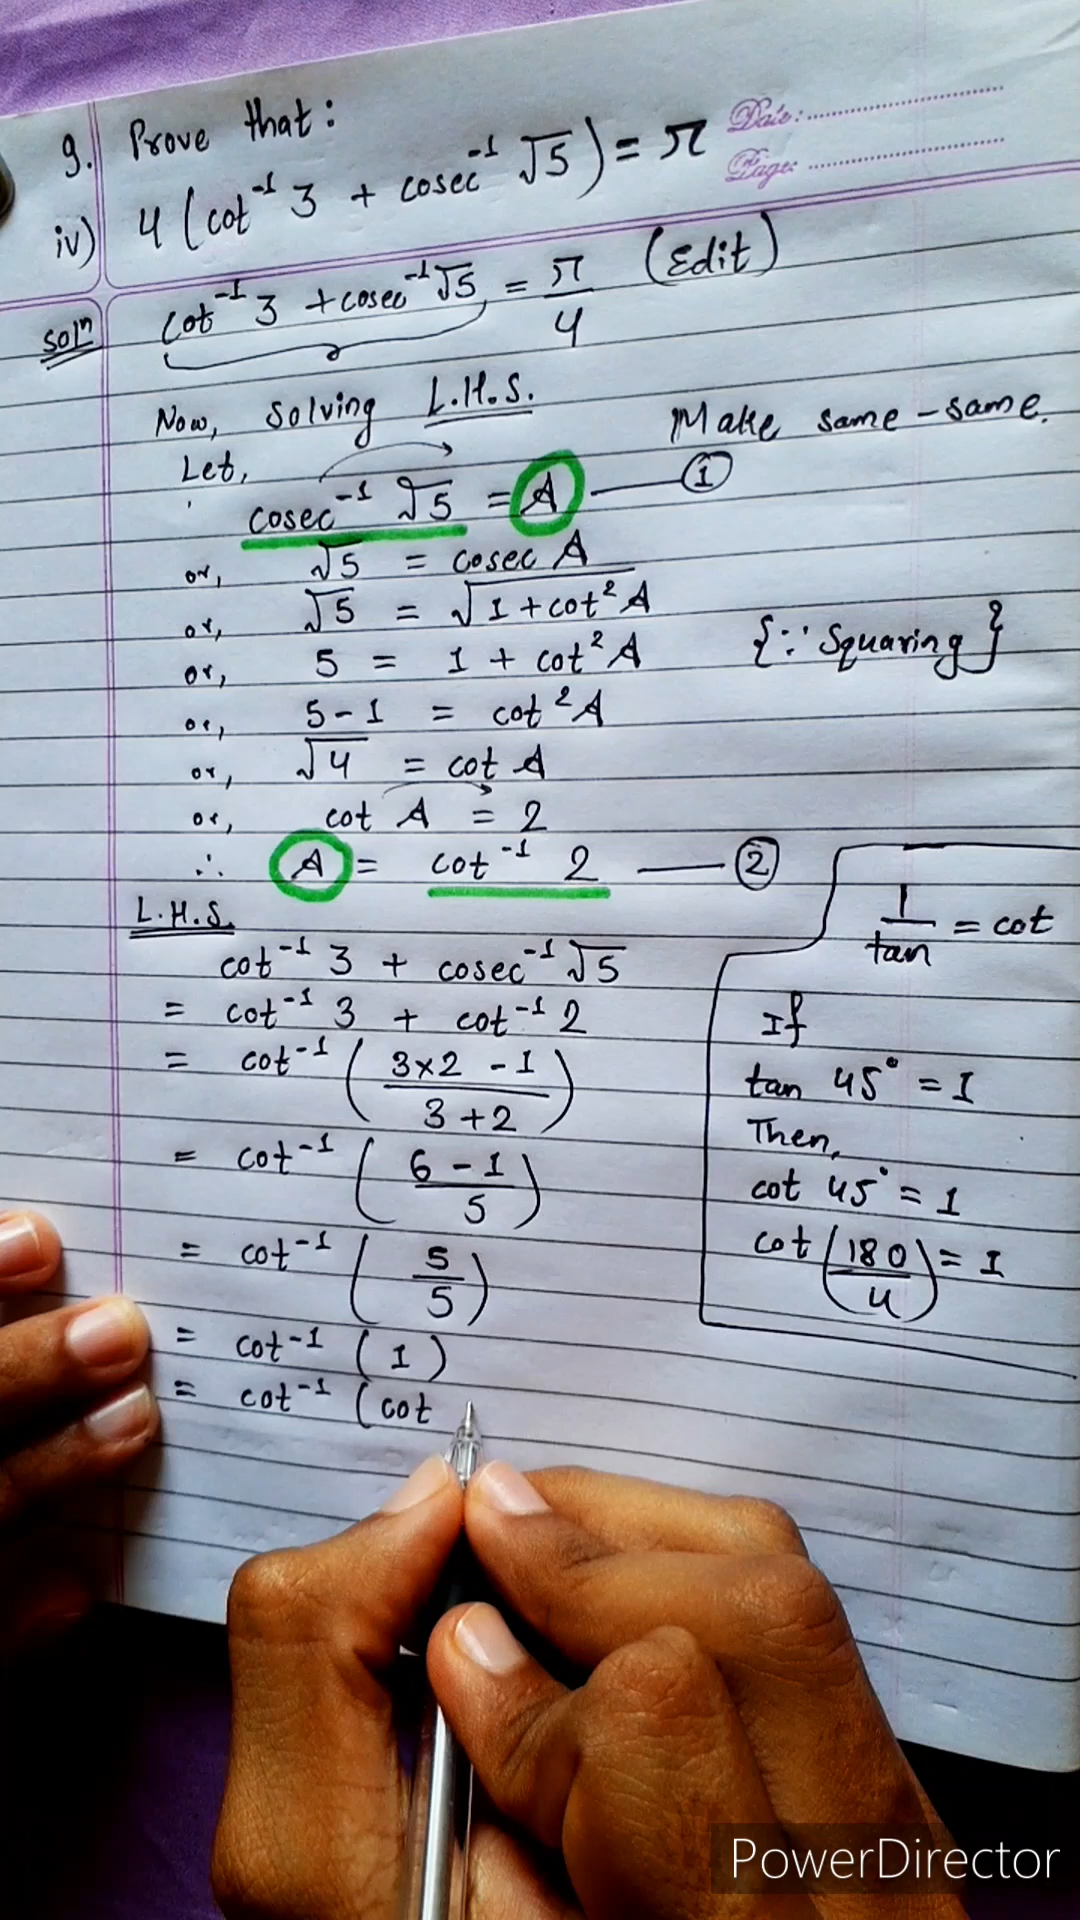 9. Prove that:
iv) 4 (cot⁻¹ 3 + cosec⁻¹ √5) = π
Date: ....................
Page: ....................
solⁿ cot⁻¹ 3 + cosec⁻¹ √5 = π/4 (Edit)
Now, Solving L.H.S.
Make same-same.
Let,
cosec⁻¹ √5 = A ——— ①
or, √5 = cosec A
or, √5 = √(1 + cot² A)
or, 5 = 1 + cot² A {∵ Squaring}
or, 5 - 1 = cot² A
or, √4 = cot A
or, cot A = 2
∴ A = cot⁻¹ 2 ——— ②
L.H.S.
cot⁻¹ 3 + cosec⁻¹ √5
= cot⁻¹ 3 + cot⁻¹ 2
= cot⁻¹ ((3×2 - 1)/(3 + 2))
= cot⁻¹ ((6 - 1)/5)
= cot⁻¹ (5/5)
= cot⁻¹ (1)
= cot⁻¹ (cot
1/tan = cot
If
tan 45° = 1
Then,
cot 45° = 1
cot (180/4) = 1
PowerDirector